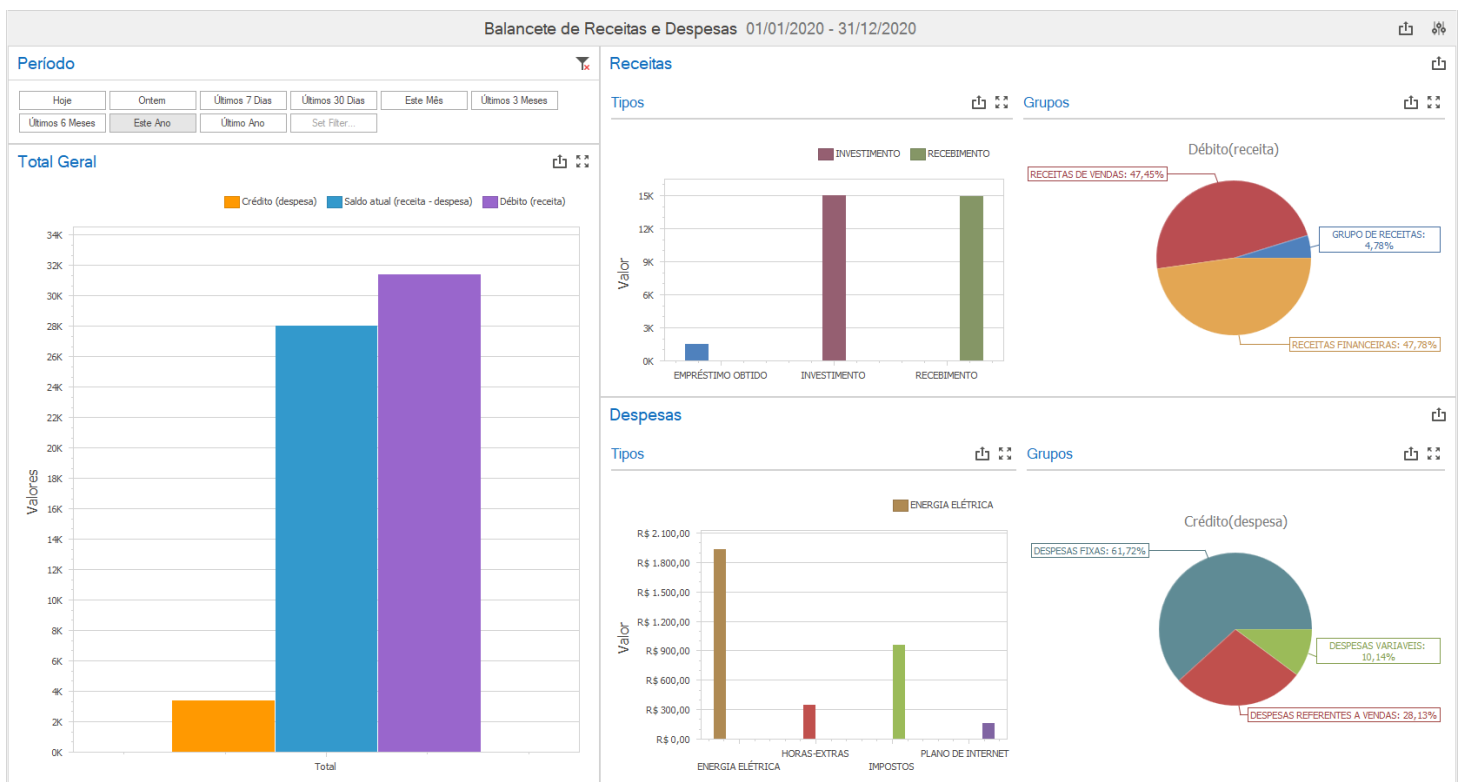 Balancete de Receitas e Despesas 01/01/2020 - 31/12/2020
Período
Hoje
Ontem
Últimos 7 Dias
Últimos 30 Dias
Este Mês
Últimos 3 Meses
Últimos 6 Meses
Este Ano
Último Ano
Set Filter...
Total Geral
Crédito (despesa)
Saldo atual (receita - despesa)
Débito (receita)
Valores
34K
32K
30K
28K
26K
24K
22K
20K
18K
16K
14K
12K
10K
8K
6K
4K
2K
0K
Total
Receitas
Tipos
INVESTIMENTO
RECEBIMENTO
Valor
15K
12K
9K
6K
3K
0K
EMPRÉSTIMO OBTIDO
INVESTIMENTO
RECEBIMENTO
Grupos
Débito(receita)
RECEITAS DE VENDAS: 47,45%
GRUPO DE RECEITAS:
4,78%
RECEITAS FINANCEIRAS: 47,78%
Despesas
Tipos
ENERGIA ELÉTRICA
Valor
R$ 2.100,00
R$ 1.800,00
R$ 1.500,00
R$ 1.200,00
R$ 900,00
R$ 600,00
R$ 300,00
R$ 0,00
ENERGIA ELÉTRICA
HORAS-EXTRAS
IMPOSTOS
PLANO DE INTERNET
Grupos
Crédito(despesa)
DESPESAS FIXAS: 61,72%
DESPESAS VARIAVEIS:
10,14%
DESPESAS REFERENTES A VENDAS: 28,13%